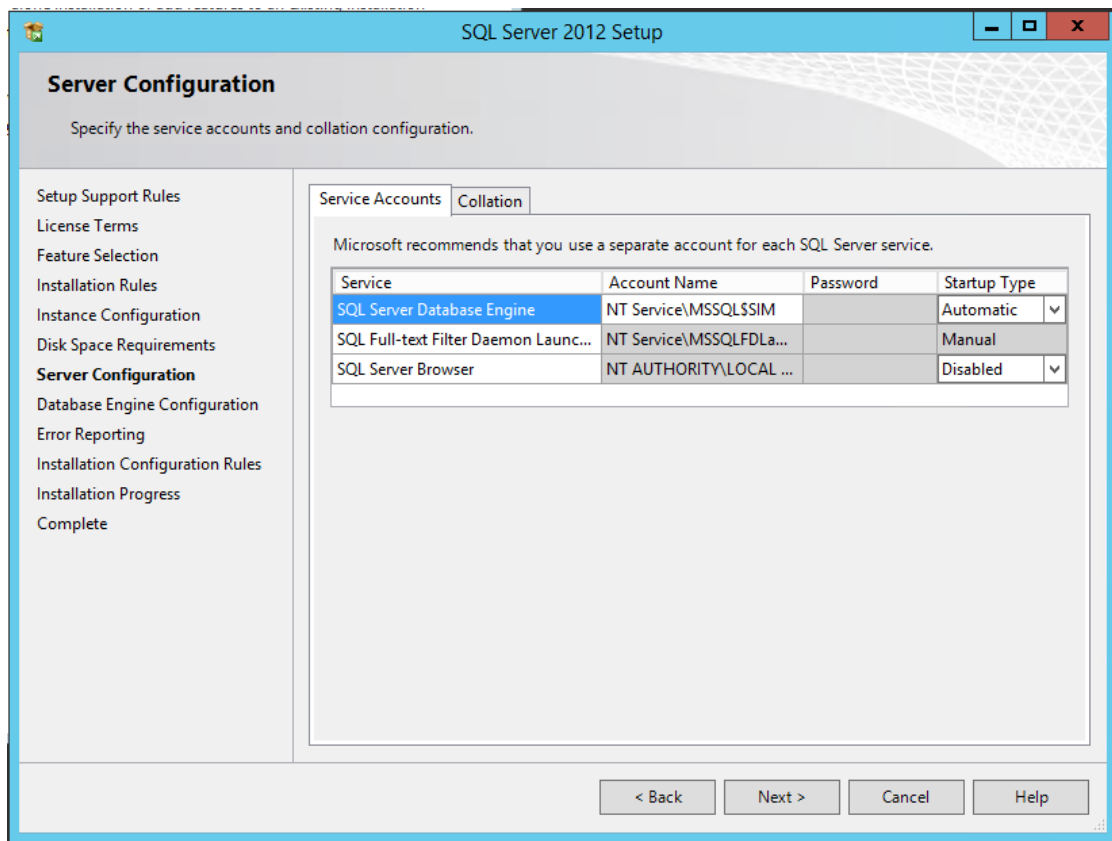 SQL Server 2012 Setup
Server Configuration
Specify the service accounts and collation configuration.
Setup Support Rules
License Terms
Feature Selection
Installation Rules
Instance Configuration
Disk Space Requirements
Server Configuration
Database Engine Configuration
Error Reporting
Installation Configuration Rules
Installation Progress
Complete
Service Accounts Collation
Microsoft recommends that you use a separate account for each SQL Server service.
Service Account Name Password Startup Type
SQL Server Database Engine NT Service\MSSQL$SIM Automatic
SQL Full-text Filter Daemon Launc... NT Service\MSSQLFDLa... Manual
SQL Server Browser NT AUTHORITY\LOCAL ... Disabled
< Back Next > Cancel Help